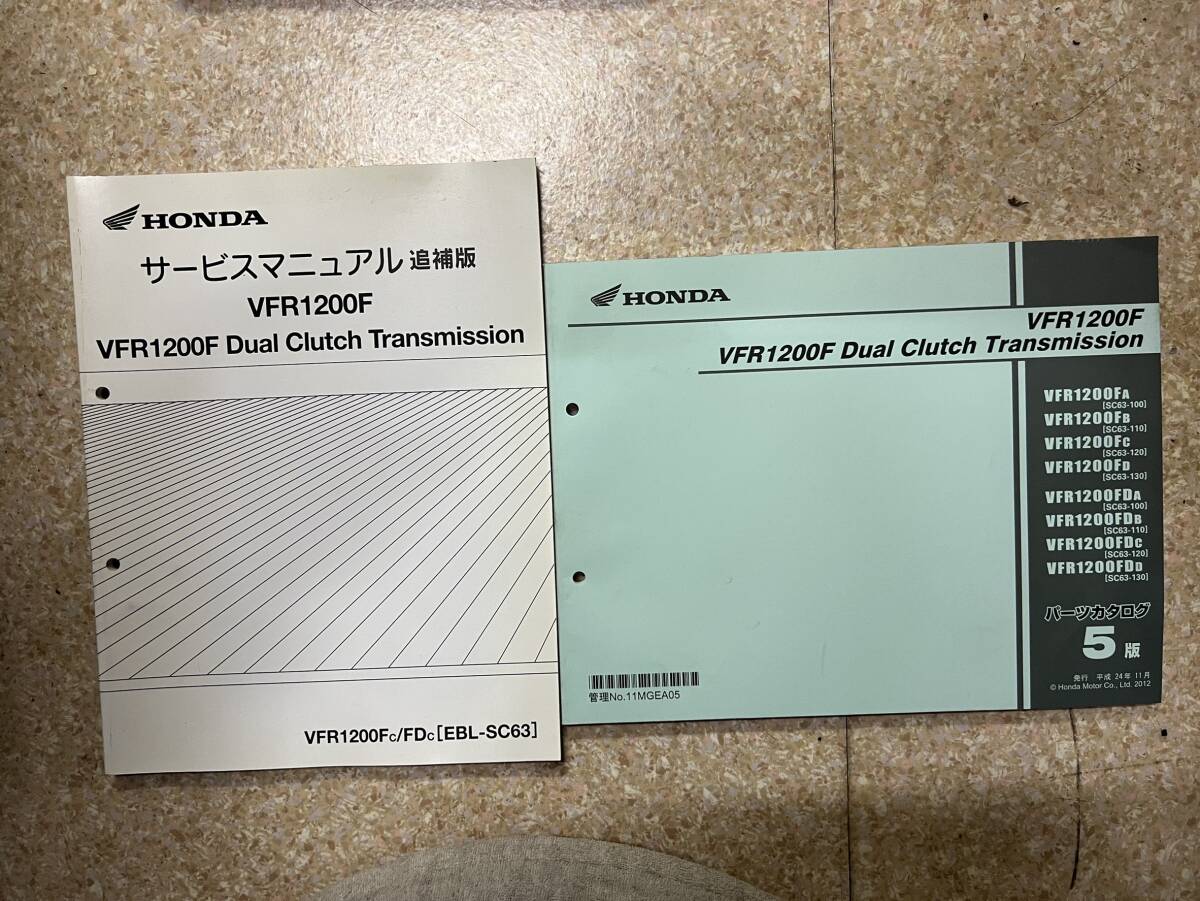 HONDA
サービスマニュアル 追補版
VFR1200F
VFR1200F Dual Clutch Transmission
VFR1200Fc/FDc[EBL-SC63]
HONDA
VFR1200F
VFR1200F Dual Clutch Transmission
VFR1200FA
[SC63-100]
VFR1200FB
[SC63-110]
VFR1200FC
[SC63-120]
VFR1200FD
[SC63-130]
VFR1200FDA
[SC63-100]
VFR1200FDB
[SC63-110]
VFR1200FDC
[SC63-120]
VFR1200FDD
[SC63-130]
パーツカタログ
5 版
発行 平成 24年 11月
© Honda Motor Co., Ltd. 2012
管理No.11MGEA05